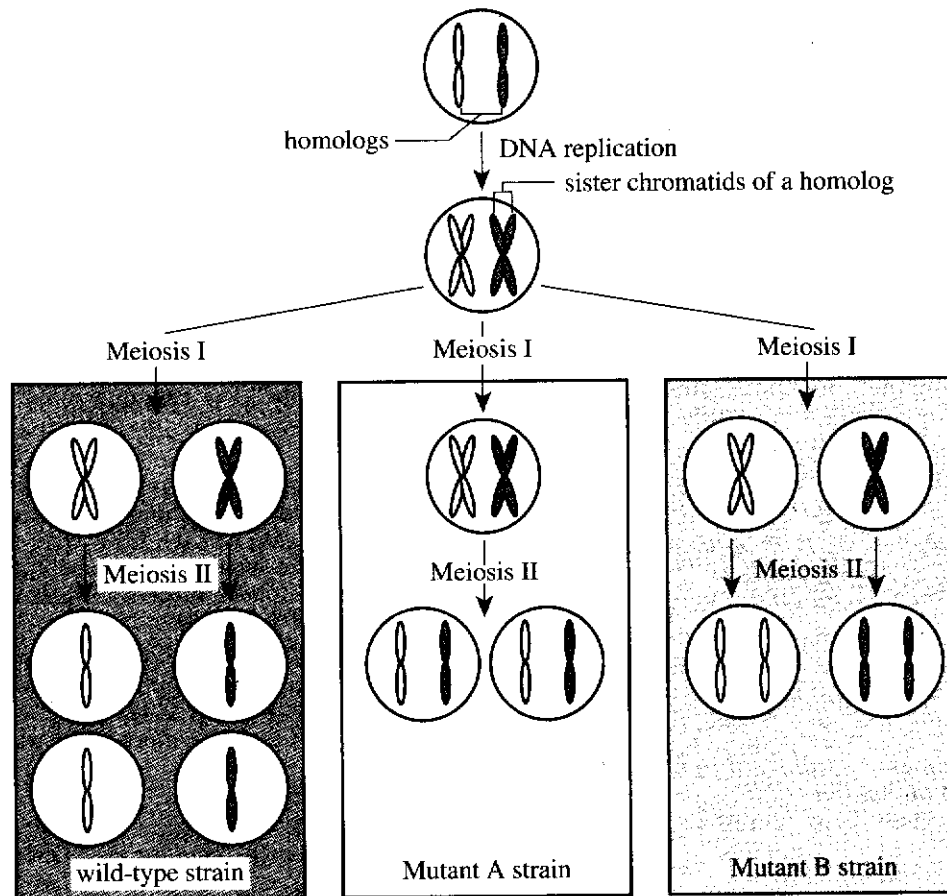 homologs
DNA replication
sister chromatids of a homolog
Meiosis I
Meiosis I
Meiosis I
Meiosis II
Meiosis II
Meiosis II
wild-type strain
Mutant A strain
Mutant B strain